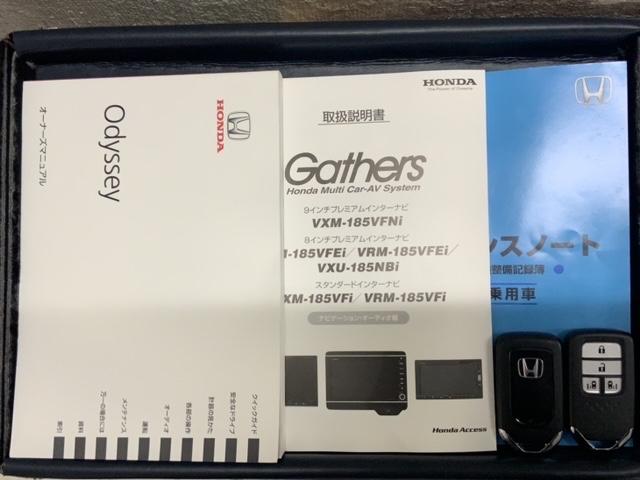 オーナーズマニュアル
Odyssey
HONDA
クイックガイド
安全なドライブ
計器の見かた
各部の操作
オーディオ
運転
メンテナンス
万一の場合には
資料
索引
HONDA
The Power of Dreams
取扱説明書
Gathers
Honda Multi Car-AV System
9インチプレミアムインターナビ
VXM-185VFNi
8インチプレミアムインターナビ
M-185VFEi/ VRM-185VFEi/
VXU-185NBi
スタンダードインターナビ
XM-185VFi/ VRM-185VFi
ナビゲーション・オーディオ編
Honda Access
ンスノート
整備記録簿
乗用車